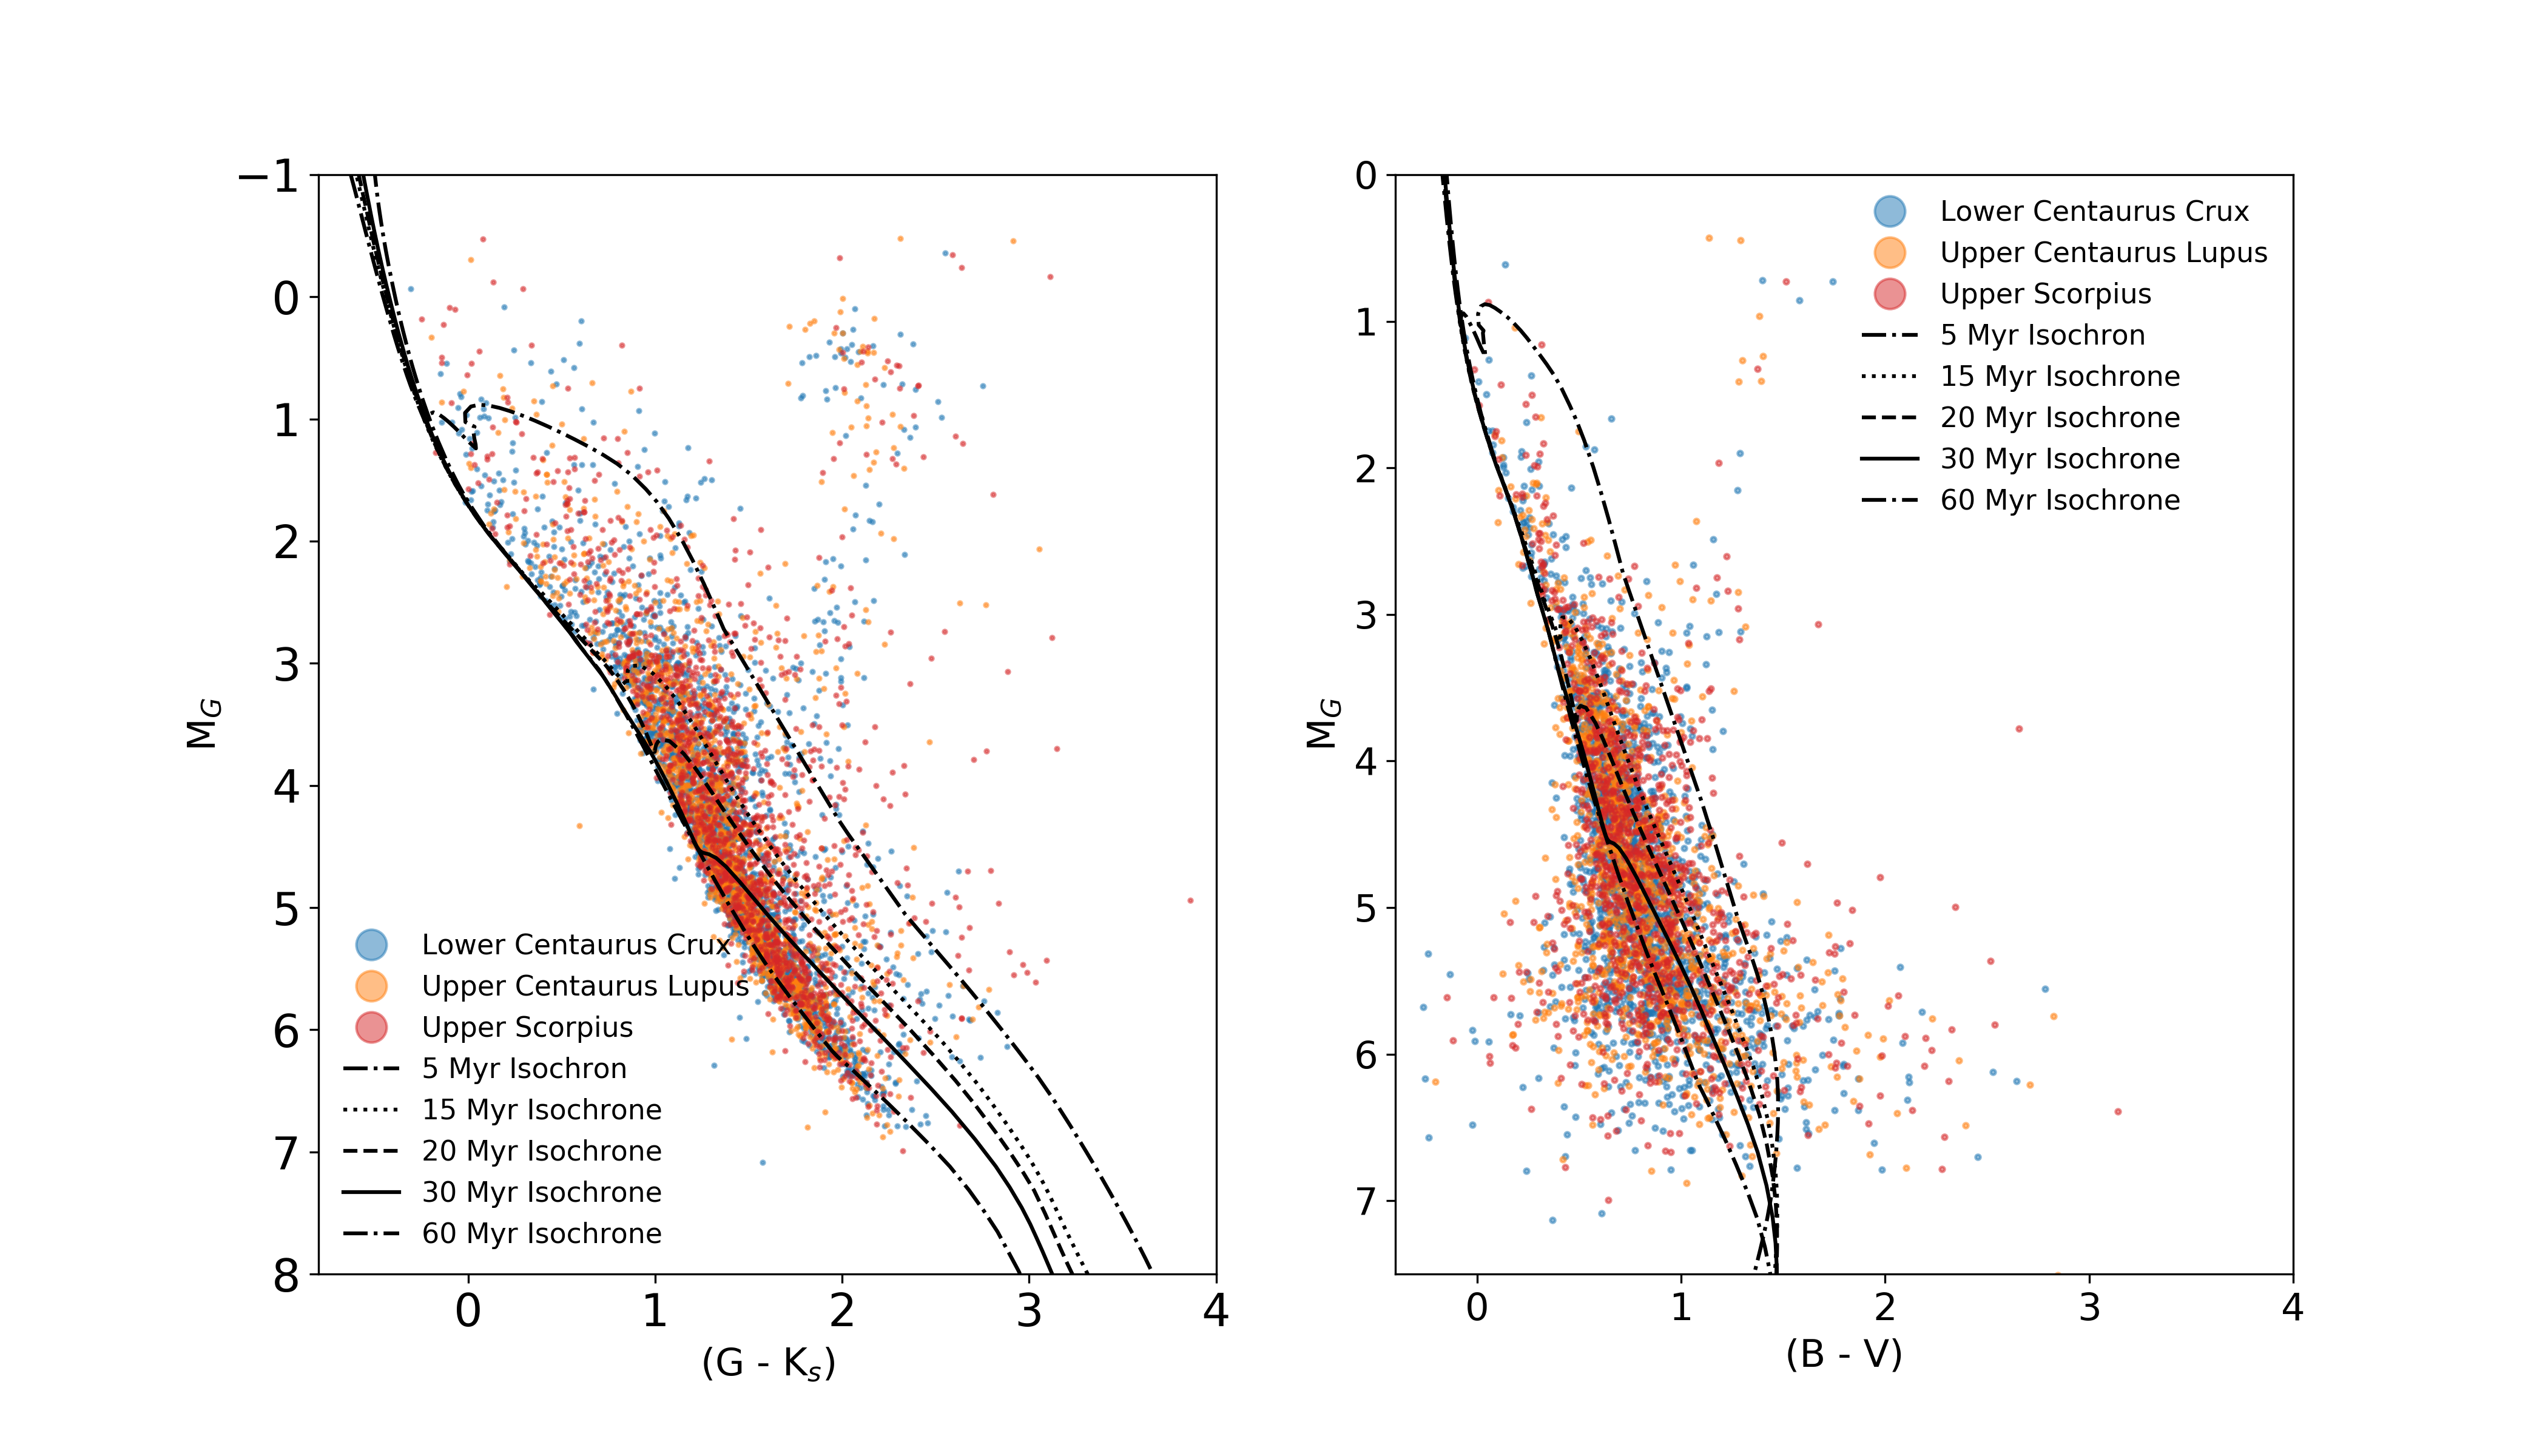 −1
0
1
2
3
4
5
6
7
8
M_G
Lower Centaurus Crux
Upper Centaurus Lupus
Upper Scorpius
5 Myr Isochron
15 Myr Isochrone
20 Myr Isochrone
30 Myr Isochrone
60 Myr Isochrone
0 1 2 3 4
(G - K_s)
0
1
2
3
4
5
6
7
M_G
Lower Centaurus Crux
Upper Centaurus Lupus
Upper Scorpius
5 Myr Isochron
15 Myr Isochrone
20 Myr Isochrone
30 Myr Isochrone
60 Myr Isochrone
0 1 2 3 4
(B - V)